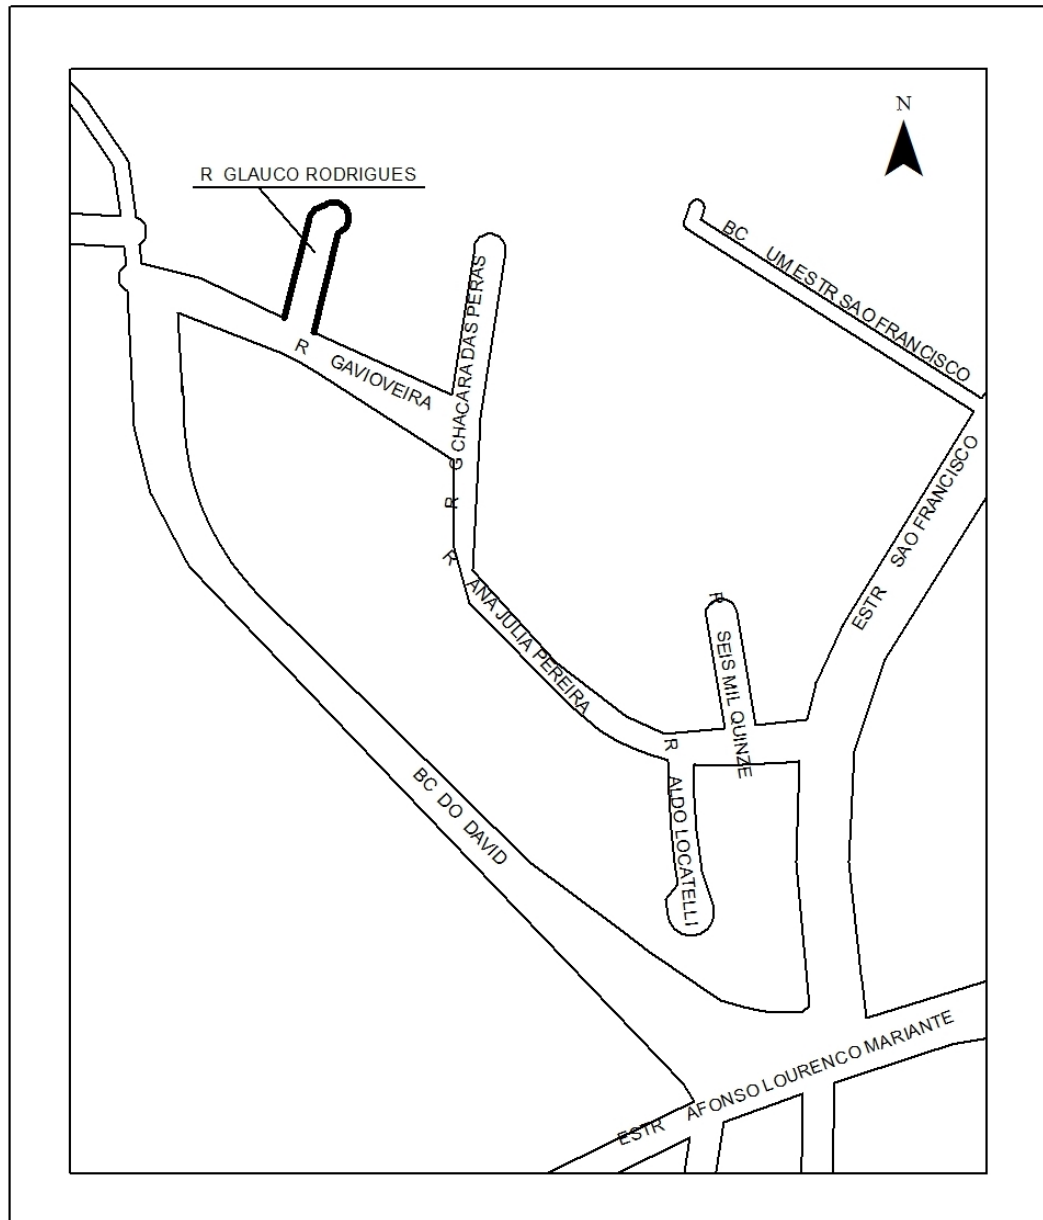 N
R GLAUCO RODRIGUES
BC UM ESTR SAO FRANCISCO
R GAVIOVEIRA
R G CHACARA DAS PERAS
ESTR SAO FRANCISCO
R ANA JULIA PEREIRA
R SEIS MIL QUINZE
R ALDO LOCATELLI
BC DO DAVID
ESTR AFONSO LOURENCO MARIANTE